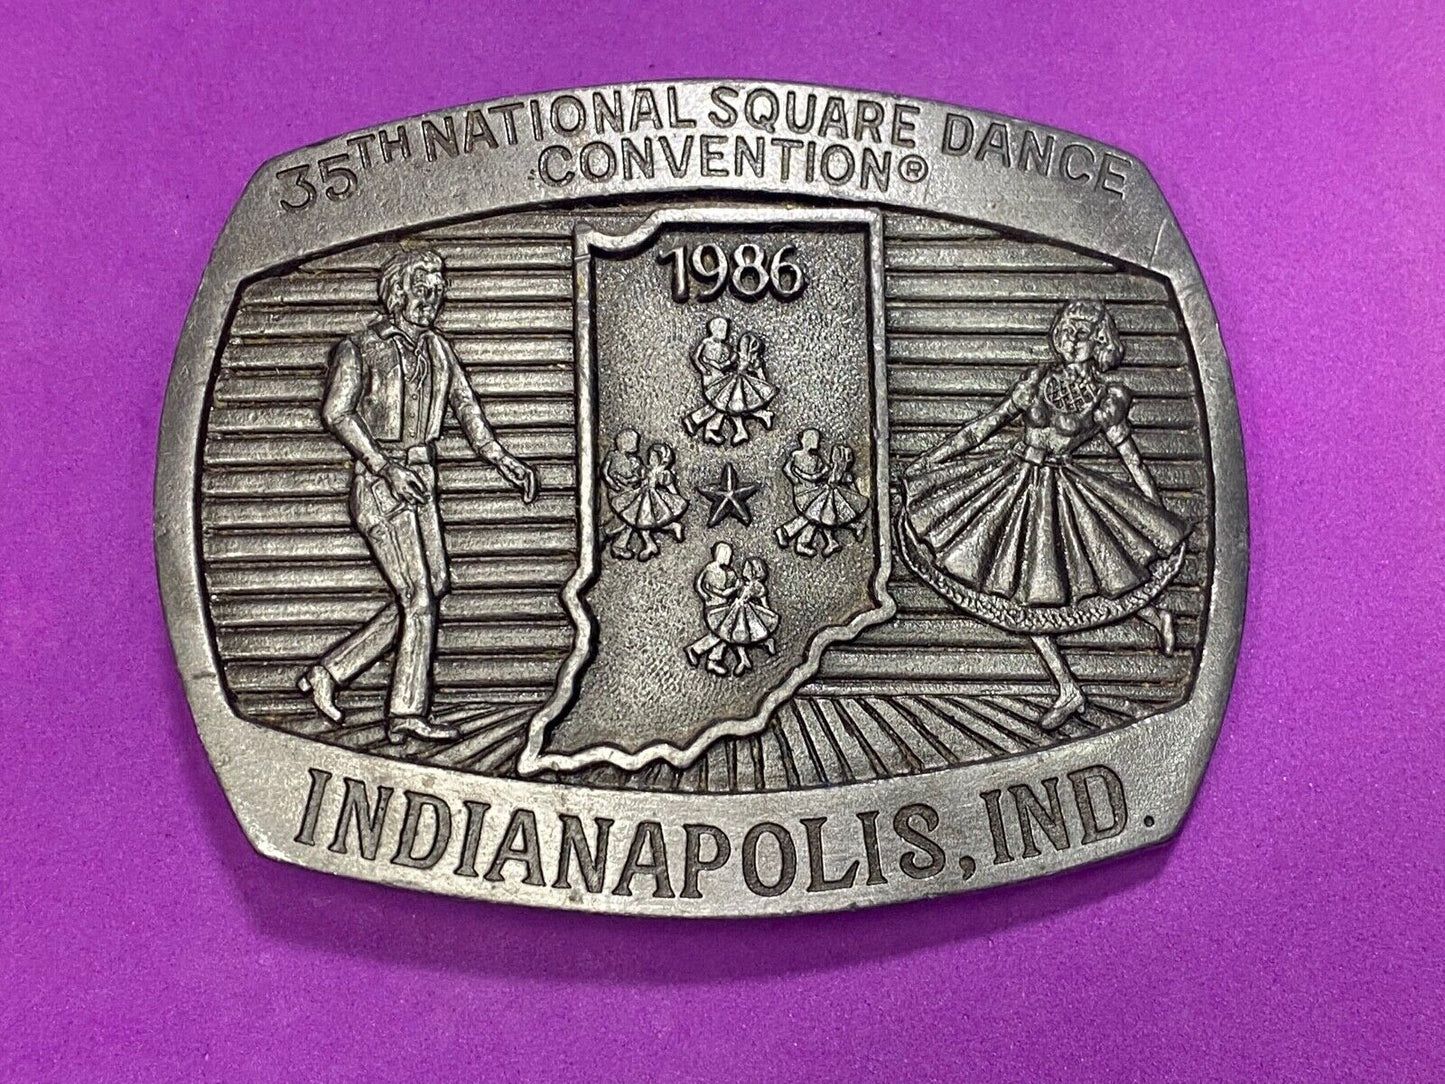 35TH NATIONAL SQUARE DANCE
CONVENTION®
1986
INDIANAPOLIS, IND.